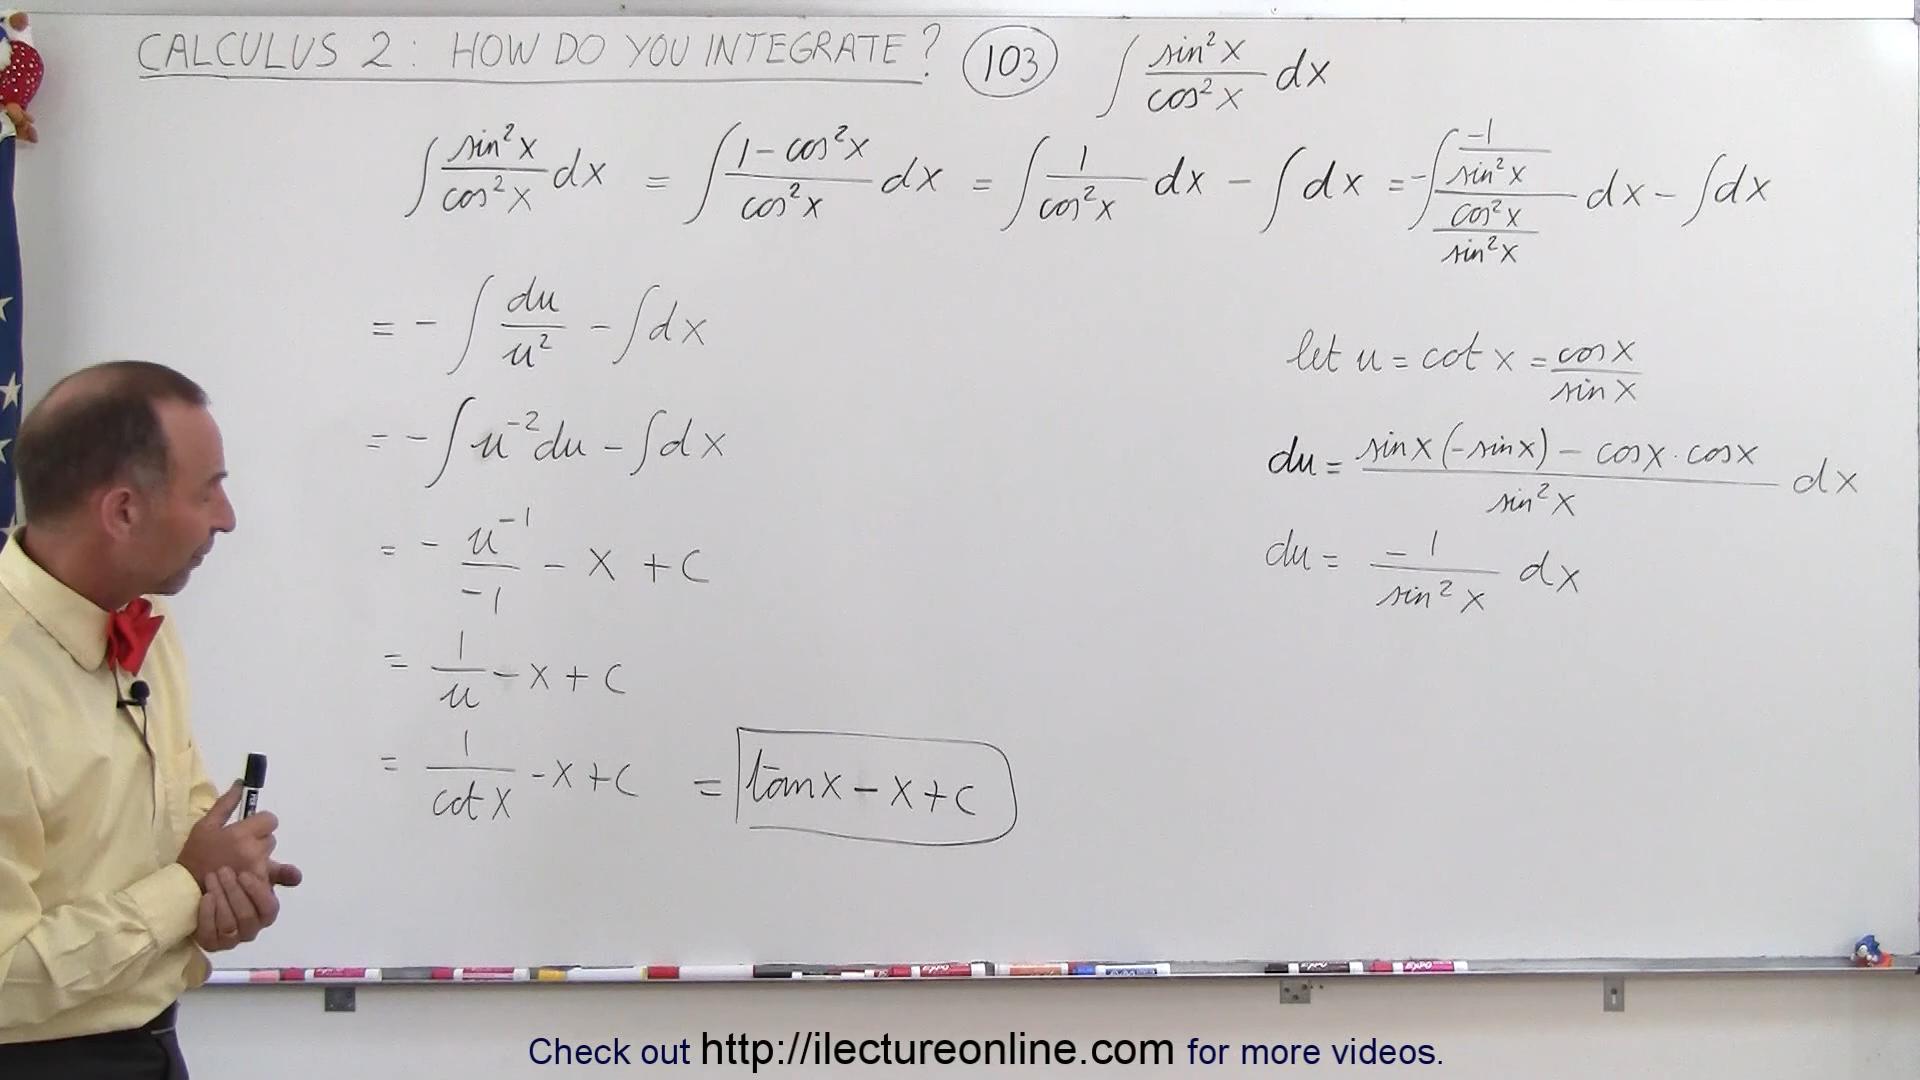 CALCULUS 2 : HOW DO YOU INTEGRATE ? (103) ∫ sin²x/cos²x dx
∫ sin²x/cos²x dx = ∫ (1 - cos²x)/cos²x dx = ∫ 1/cos²x dx - ∫ dx = -∫ (-1/sin²x)/(cos²x/sin²x) dx - ∫dx
= - ∫ du/u² - ∫dx
let u = cot x = cos x/sin x
= - ∫ u⁻² du - ∫dx
du = (sin x (-sin x) - cos x · cos x)/sin²x dx
= - u⁻¹/-1 - x + C
du = -1/sin²x dx
= 1/u - x + C
= 1/cot x - x + C = tan x - x + C
Check out http://ilectureonline.com for more videos.